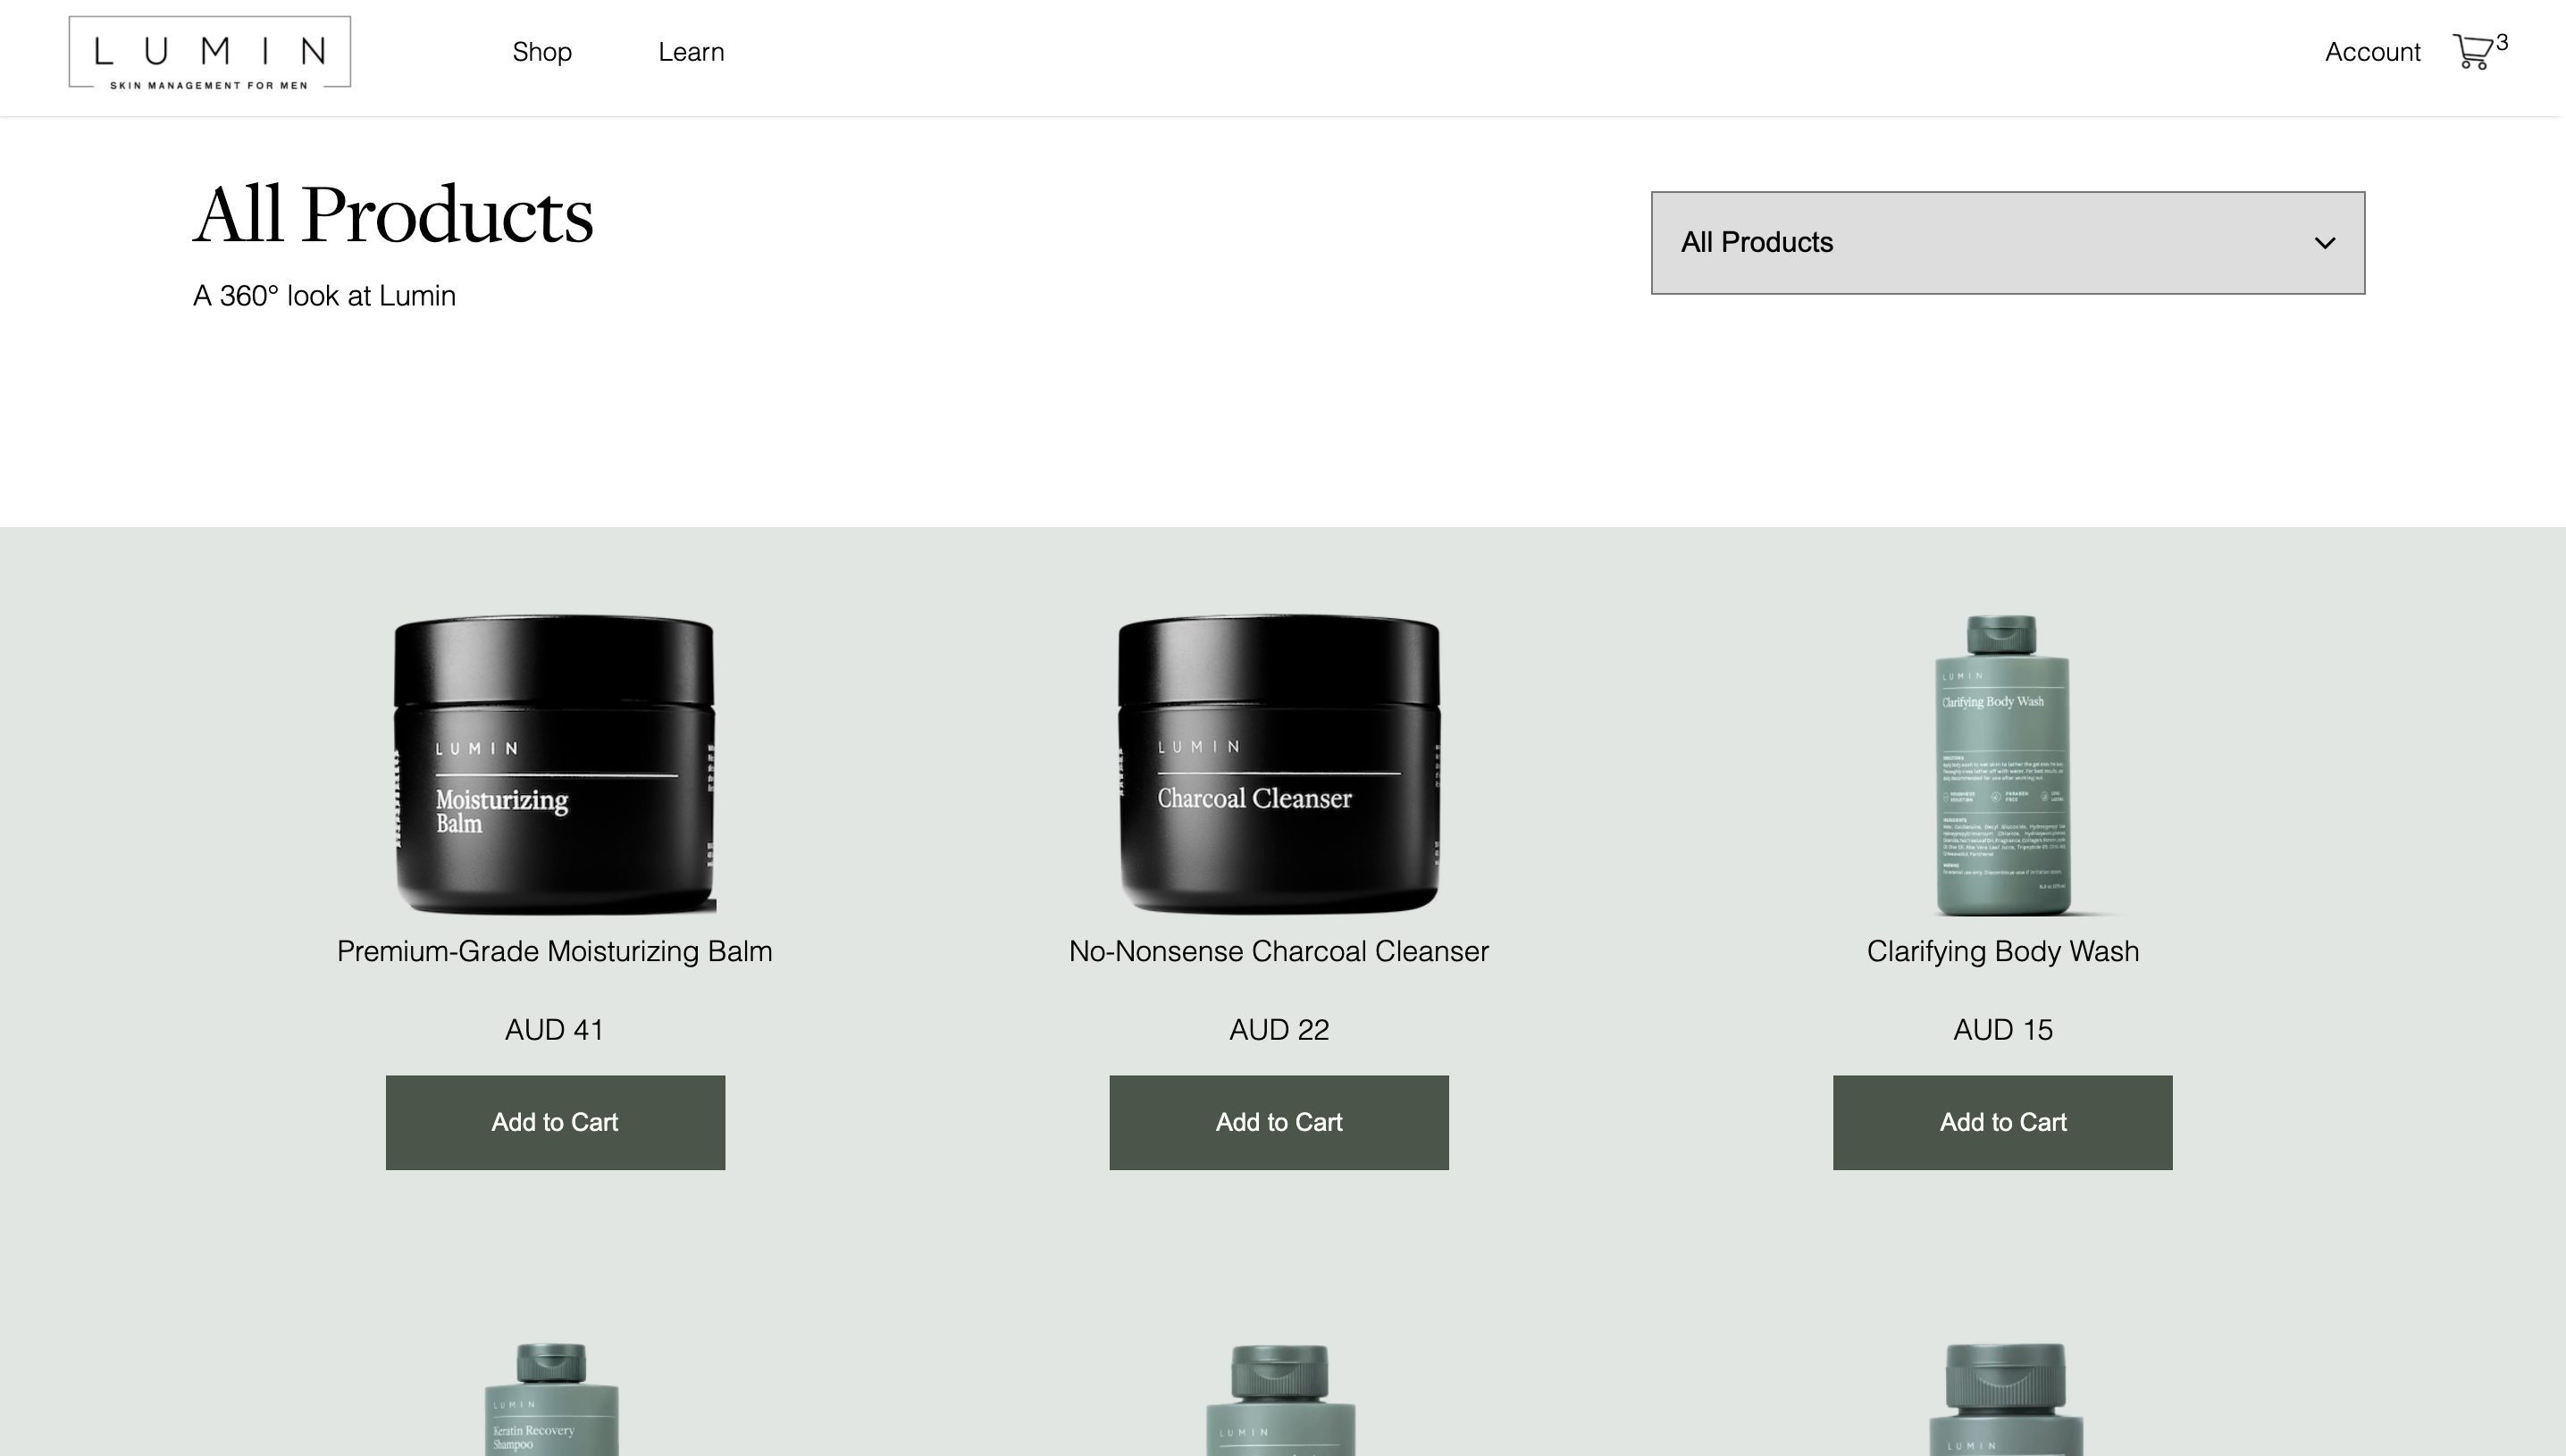 LUMIN
SKIN MANAGEMENT FOR MEN
Shop
Learn
Account
3
All Products
A 360° look at Lumin
All Products
LUMIN
Moisturizing
Balm
LUMIN
Charcoal Cleanser
LUMIN
Clarifying Body Wash
Premium-Grade Moisturizing Balm
No-Nonsense Charcoal Cleanser
Clarifying Body Wash
AUD 41
AUD 22
AUD 15
Add to Cart
Add to Cart
Add to Cart
LUMIN
Keratin Recovery
Shampoo
LUMIN
LUMIN